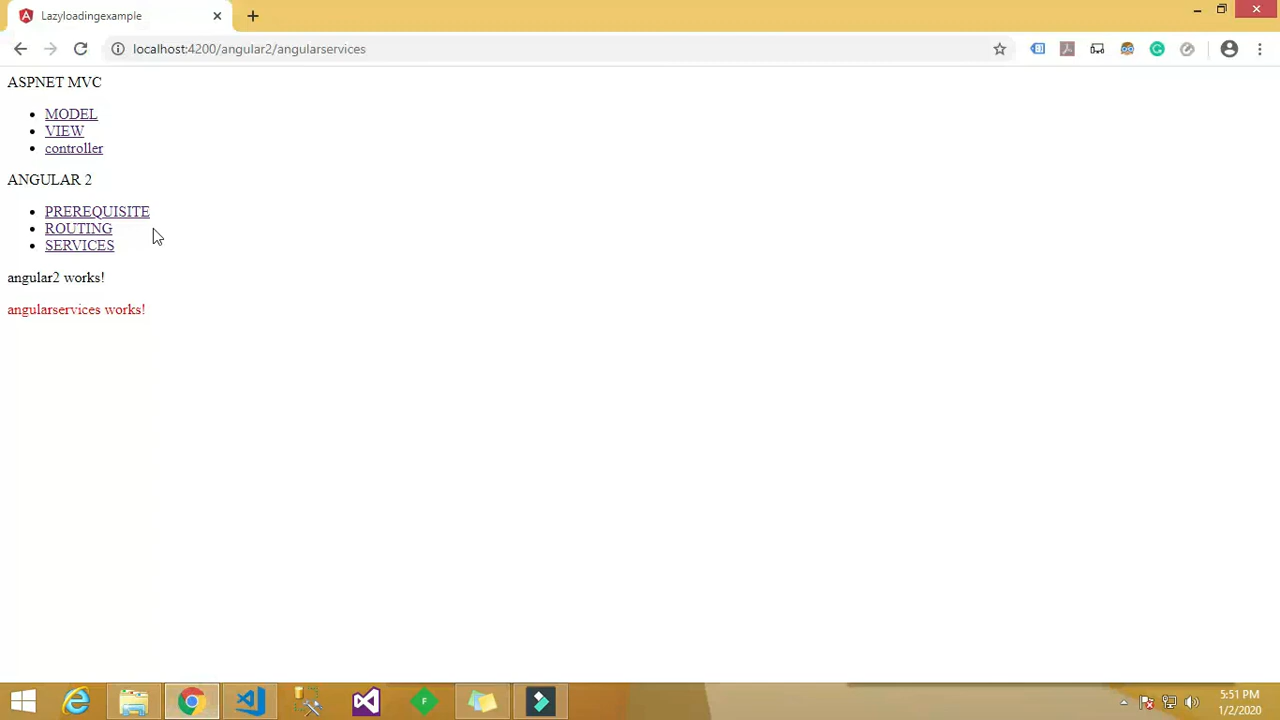 Lazyloadingexample
localhost:4200/angular2/angularservices
ASPNET MVC
MODEL
VIEW
controller
ANGULAR 2
PREREQUISITE
ROUTING
SERVICES
angular2 works!
angularservices works!
F
5:51 PM
1/2/2020